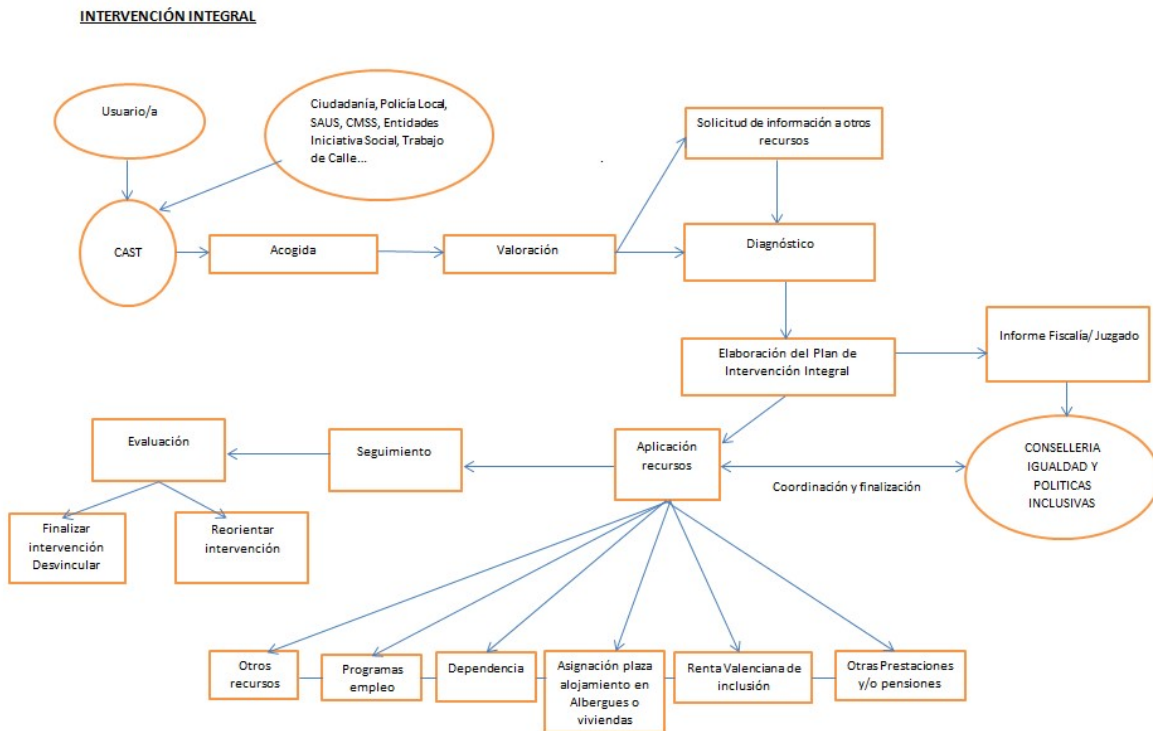 INTERVENCIÓN INTEGRAL
Usuario/a
Ciudadanía, Policía Local,
SAUS, CMSS, Entidades
Iniciativa Social, Trabajo
de Calle...
Solicitud de información a otros
recursos
CAST
Acogida
Valoración
Diagnóstico
Elaboración del Plan de
Intervención Integral
Informe Fiscalía/ Juzgado
Evaluación
Seguimiento
Aplicación
recursos
Coordinación y finalización
CONSELLERIA
IGUALDAD Y
POLITICAS
INCLUSIVAS
Finalizar
intervención
Desvincular
Reorientar
intervención
Otros
recursos
Programas
empleo
Dependencia
Asignación plaza
alojamiento en
Albergues o
viviendas
Renta Valenciana de
inclusión
Otras Prestaciones
y/o pensiones